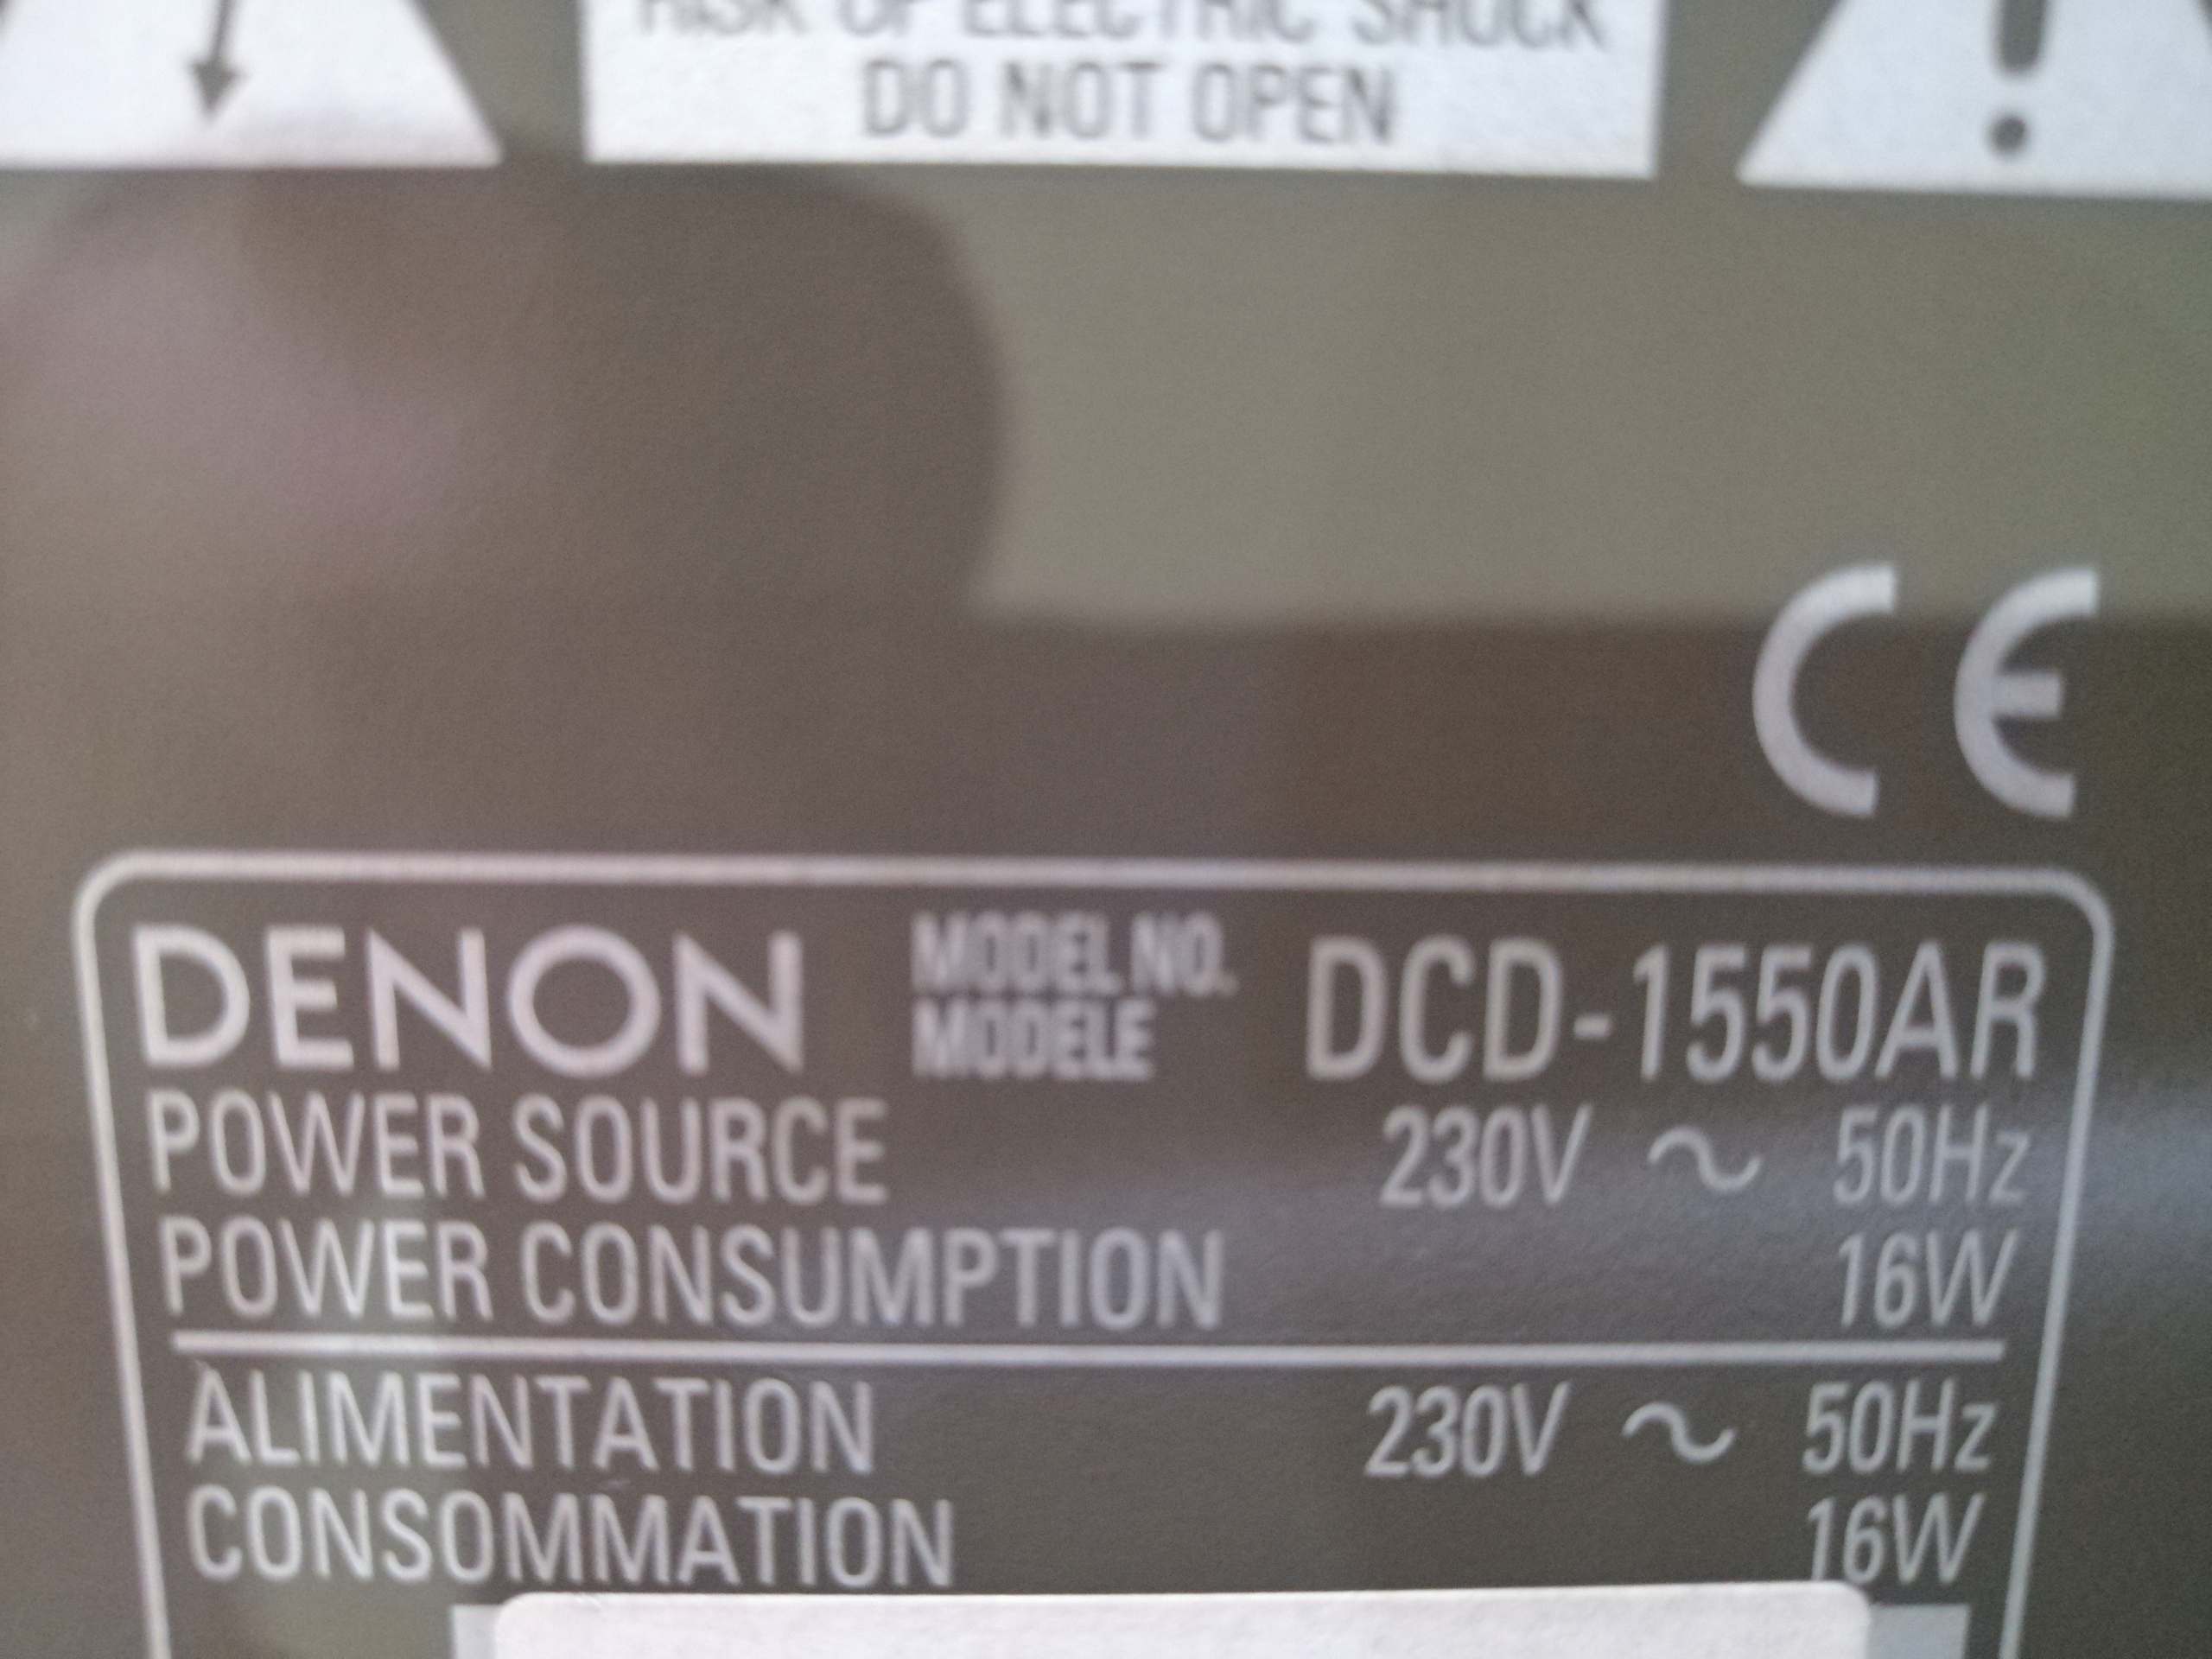 RISK OF ELECTRIC SHOCK
DO NOT OPEN
CE
DENON MODEL NO. MODELE DCD-1550AR
POWER SOURCE 230V ~ 50Hz
POWER CONSUMPTION 16W
ALIMENTATION 230V ~ 50Hz
CONSOMMATION 16W